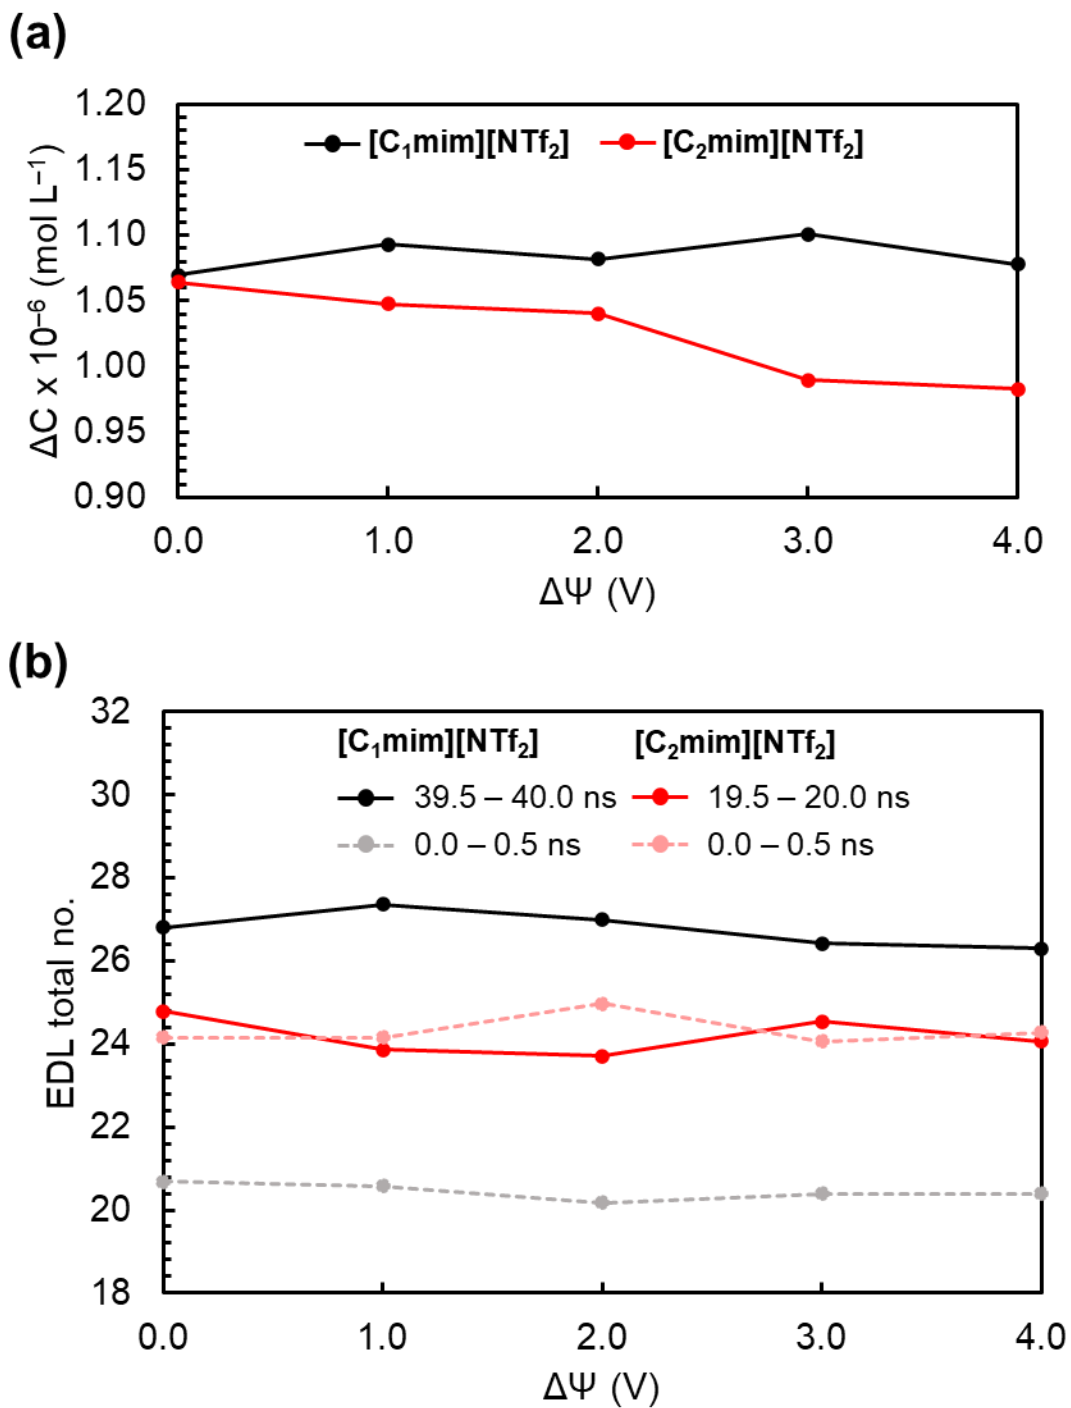 (a)
1.20
1.15
1.10
1.05
1.00
0.95
0.90
ΔC x 10⁻⁶ (mol L⁻¹)
[C₁mim][NTf₂] [C₂mim][NTf₂]
0.0 1.0 2.0 3.0 4.0
ΔΨ (V)
(b)
32
30
28
26
24
22
20
18
EDL total no.
[C₁mim][NTf₂] [C₂mim][NTf₂]
39.5 – 40.0 ns 19.5 – 20.0 ns
0.0 – 0.5 ns 0.0 – 0.5 ns
0.0 1.0 2.0 3.0 4.0
ΔΨ (V)